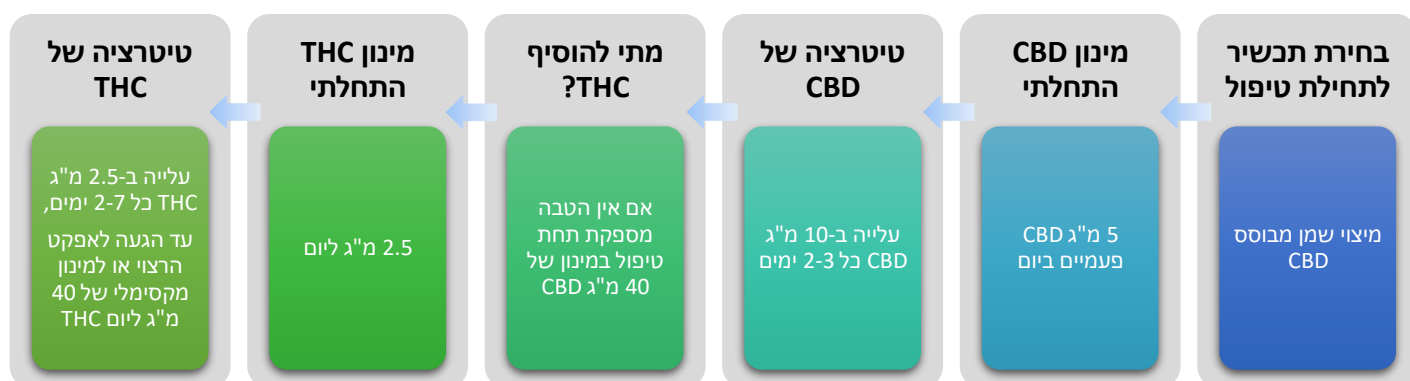 בחירת תכשיר
לתחילת טיפול
מיצוי שמן מבוסס
CBD
מינון CBD
התחלתי
5 מ"ג CBD
פעמיים ביום
טיטרציה של
CBD
עלייה ב-10 מ"ג
CBD כל 2-3 ימים
מתי להוסיף
THC?
אם אין הטבה
מספקת תחת
טיפול במינון של
40 מ"ג CBD
מינון THC
התחלתי
2.5 מ"ג ליום
טיטרציה של
THC
עלייה ב-2.5 מ"ג
THC כל 2-7 ימים,
עד הגעה לאפקט
הרצוי או למינון
מקסימלי של 40
מ"ג ליום THC